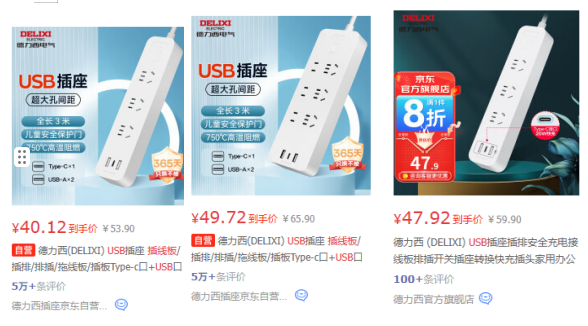 DELIXI
ELECTRIC
德力西电气
USB插座
超大孔间距
全长3米
儿童安全保护门
750℃高温阻燃
Type-C×1
USB-A×2
365天
只换不修
¥40.12 到手价 ¥53.90
自营 德力西(DELIXI) USB插座 插线板/
插排/排插/拖线板/插板Type-c口+USB口
5万+条评价
德力西插座京东自营...
DELIXI
ELECTRIC
德力西电气
USB插座
超大孔间距
全长3米
儿童安全保护门
750℃高温阻燃
Type-C×1
USB-A×2
365天
只换不修
¥49.72 到手价 ¥65.90
自营 德力西(DELIXI) USB插座 插线板/
插排/排插/拖线板/插板Type-c口+USB口
5万+条评价
德力西插座京东自营...
DELIXI
德力西电气
京东
官方旗舰店
满1件
8折
47.9
Type-C接口
¥47.92 到手价 ¥59.90
德力西 (DELIXI) USB插座插排安全充电接
线板排插开关插座转换快充插头家用办公
100+条评价
德力西官方旗舰店